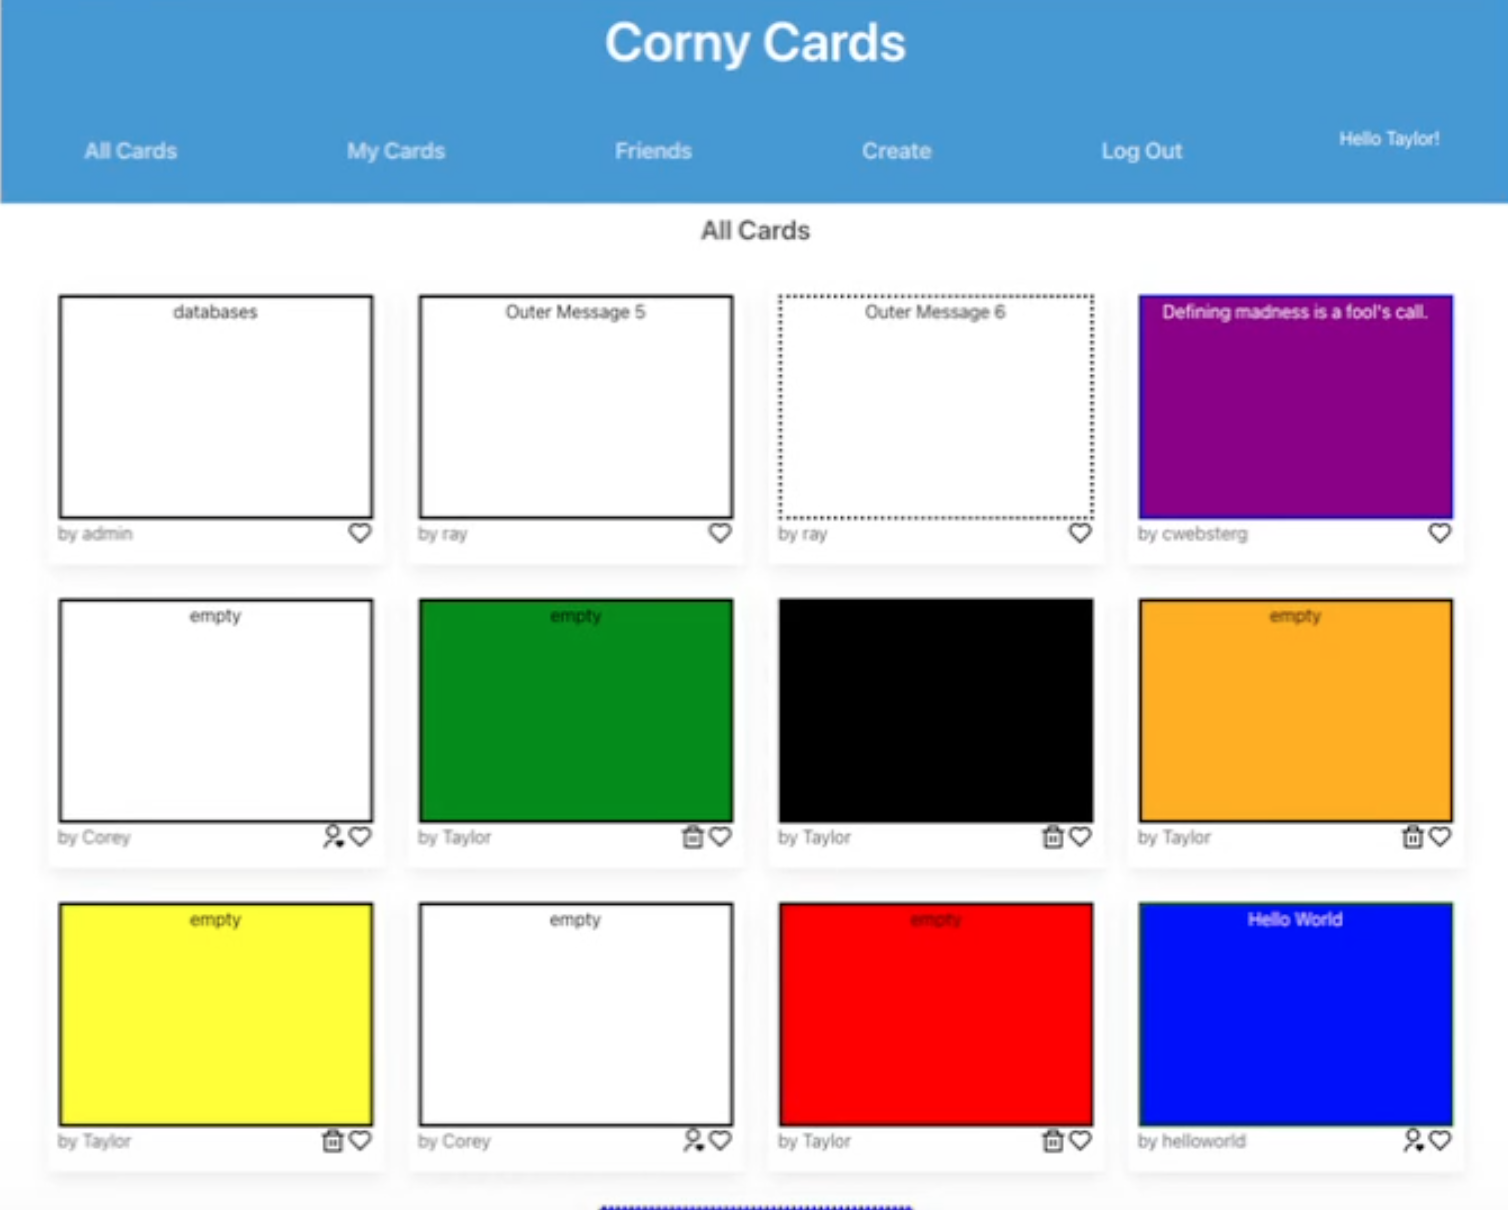 Corny Cards
All Cards
My Cards
Friends
Create
Log Out
Hello Taylor!
All Cards
databases
Outer Message 5
Outer Message 6
Defining madness is a fool's call.
by admin
by ray
by ray
by cwebsterg
empty
empty
empty
by Corey
by Taylor
by Taylor
by Taylor
empty
empty
empty
Hello World
by Taylor
by Corey
by Taylor
by helloworld